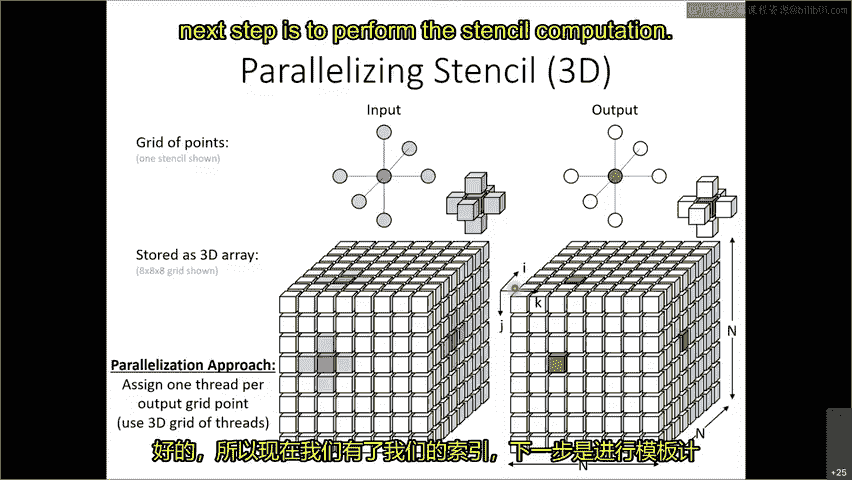 next step is to perform the stencil computation.
Parallelizing Stencil (3D)
Input
Output
Grid of points:
(one stencil shown)
Stored as 3D array:
(8x8x8 grid shown)
i
k
j
N
Parallelization Approach:
Assign one thread per
output grid point
(use 3D grid of threads)
N
N
好的，所以现在我们有了我们的索引，下一步是进行模板计
+25